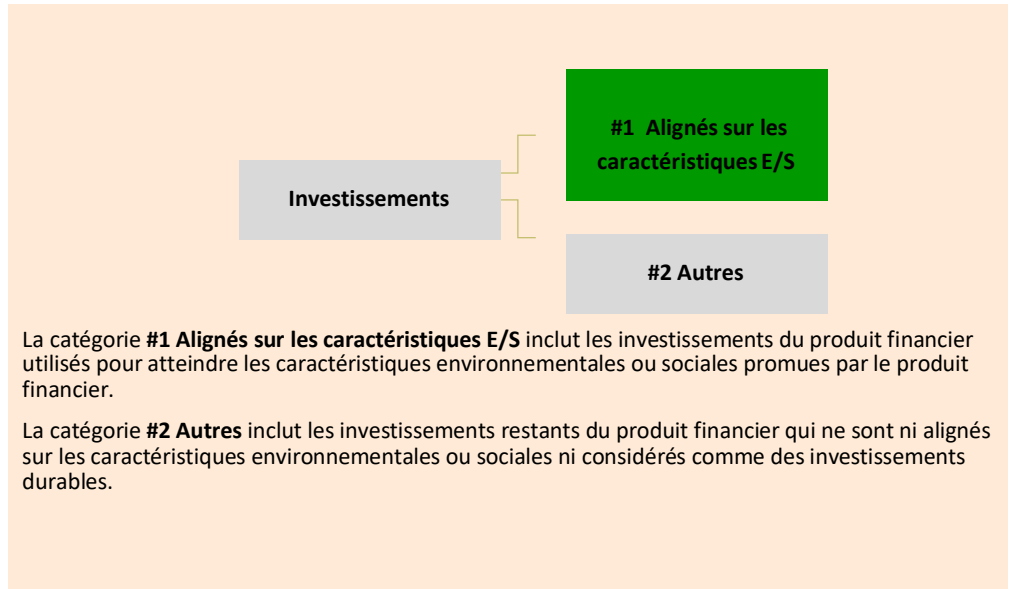 #1 Alignés sur les
caractéristiques E/S
Investissements
#2 Autres
La catégorie #1 Alignés sur les caractéristiques E/S inclut les investissements du produit financier
utilisés pour atteindre les caractéristiques environnementales ou sociales promues par le produit
financier.
La catégorie #2 Autres inclut les investissements restants du produit financier qui ne sont ni alignés
sur les caractéristiques environnementales ou sociales ni considérés comme des investissements
durables.